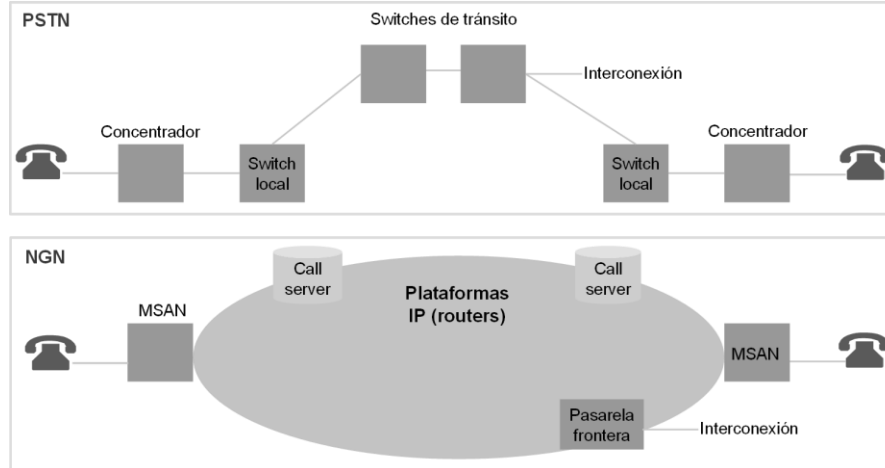 PSTN
Switches de tránsito
Interconexión
Concentrador
Concentrador
Switch
local
Switch
local
NGN
Call
server
Call
server
Plataformas
IP (routers)
MSAN
MSAN
Pasarela
frontera
Interconexión